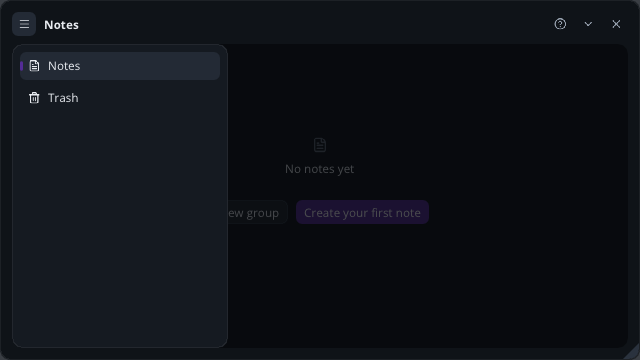 Notes
Notes
Trash
No notes yet
ew group
Create your first note